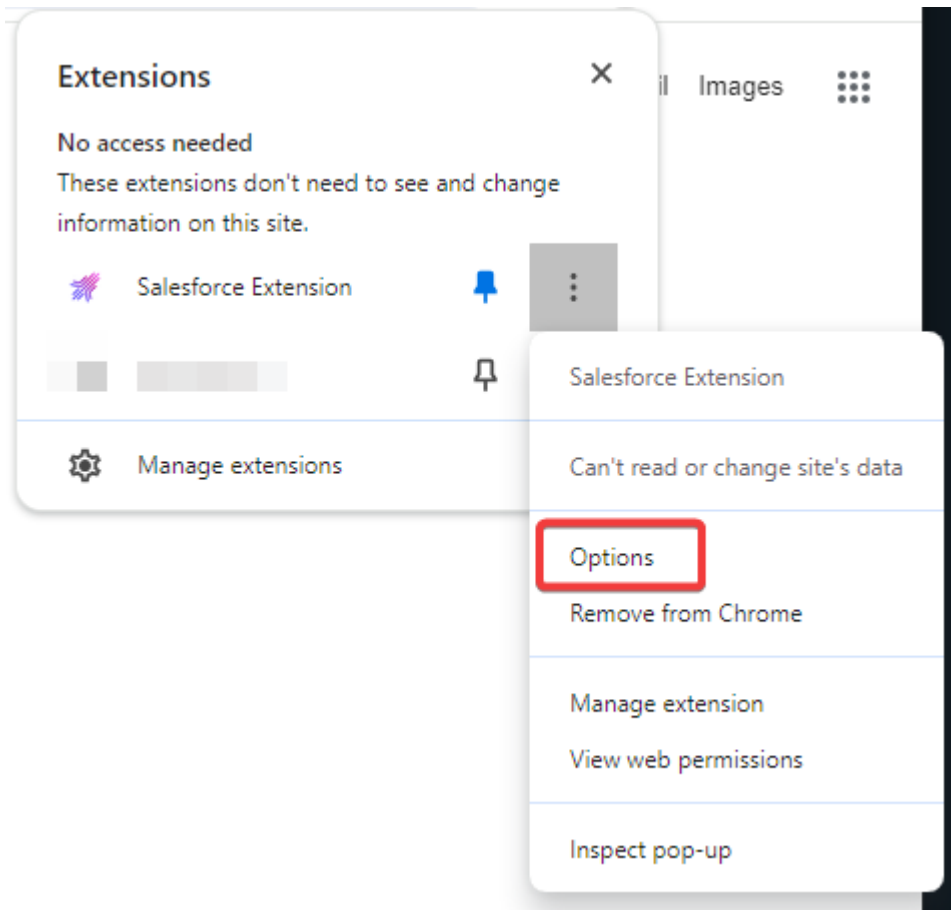 Extensions
Images
No access needed
These extensions don't need to see and change
information on this site.
Salesforce Extension
Manage extensions
Salesforce Extension
Can't read or change site's data
Options
Remove from Chrome
Manage extension
View web permissions
Inspect pop-up